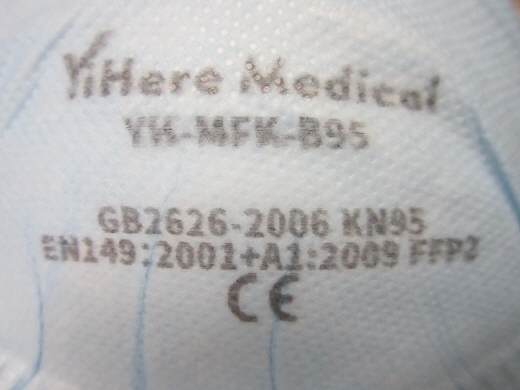 YiHere Medical
YH-MFK-B95
GB2626-2006 KN95
EN149:2001+A1:2009 FFP2
CE